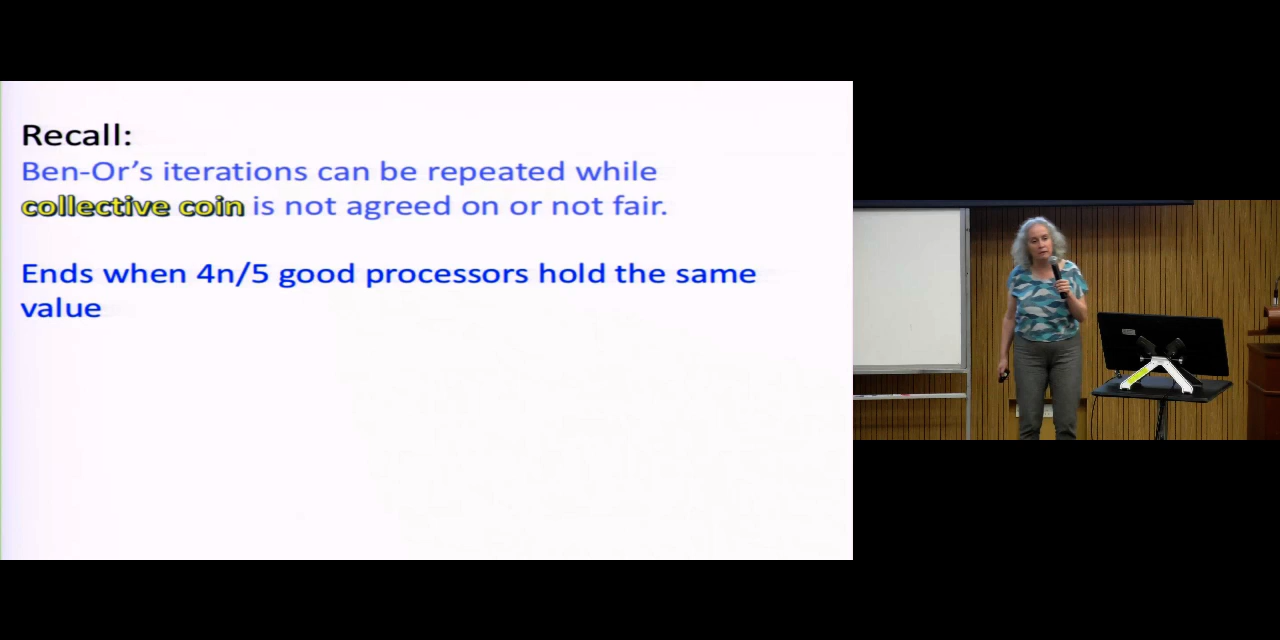 Recall:
Ben-Or's iterations can be repeated while
collective coin is not agreed on or not fair.
Ends when 4n/5 good processors hold the same
value